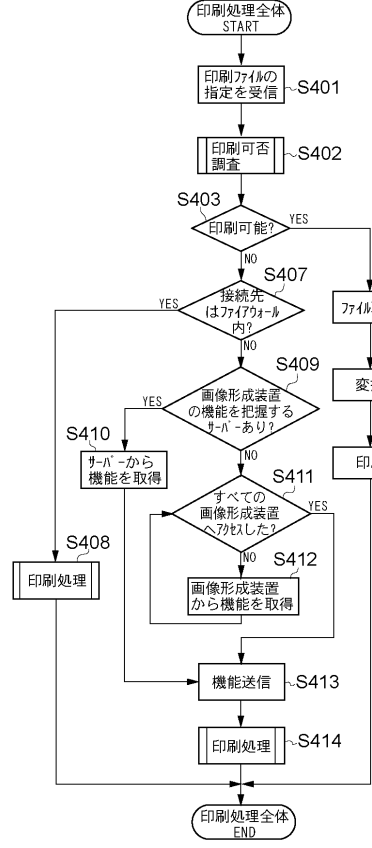 印刷処理全体
START
印刷ファイルの
指定を受信
S401
印刷可否
調査
S402
S403
印刷可能?
YES
NO
S407
接続先
はファイアウォール
内?
YES
NO
ファイル
S409
画像形成装置
の機能を把握する
サーバーあり?
YES
NO
変
S410
サーバーから
機能を取得
印
S411
すべての
画像形成装置
へアクセスした?
YES
NO
S412
画像形成装置
から機能を取得
S408
印刷処理
機能送信
S413
印刷処理
S414
印刷処理全体
END